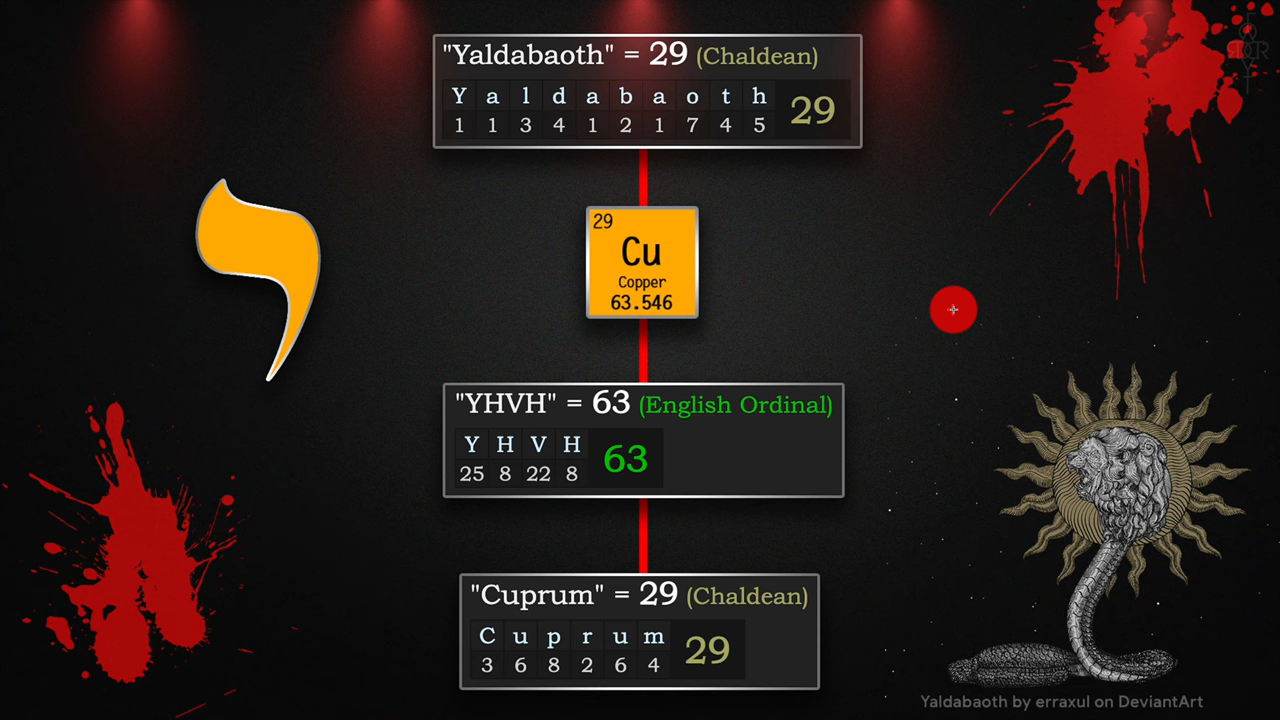 "Yaldabaoth" = 29 (Chaldean)
Y a l d a b a o t h 29
1 1 3 4 1 2 1 7 4 5
29
Cu
Copper
63.546
י
"YHVH" = 63 (English Ordinal)
Y H V H 63
25 8 22 8
"Cuprum" = 29 (Chaldean)
C u p r u m 29
3 6 8 2 6 4
Yaldabaoth by erraxul on DeviantArt